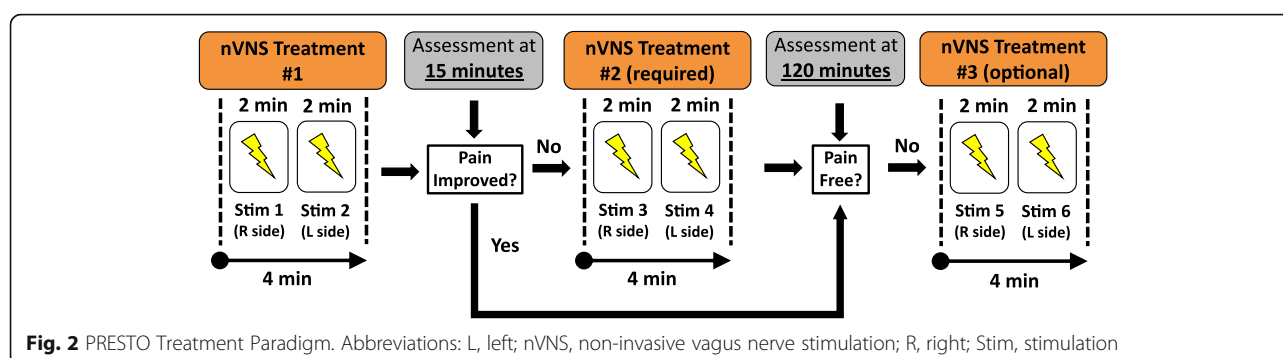 nVNS Treatment
#1
Assessment at
15 minutes
nVNS Treatment
#2 (required)
Assessment at
120 minutes
nVNS Treatment
#3 (optional)
2 min 2 min
2 min 2 min
2 min 2 min
Pain
Improved?
No
Pain
Free?
No
Stim 1
(R side)
Stim 2
(L side)
Stim 3
(R side)
Stim 4
(L side)
Stim 5
(R side)
Stim 6
(L side)
Yes
4 min
4 min
4 min
Fig. 2 PRESTO Treatment Paradigm. Abbreviations: L, left; nVNS, non-invasive vagus nerve stimulation; R, right; Stim, stimulation